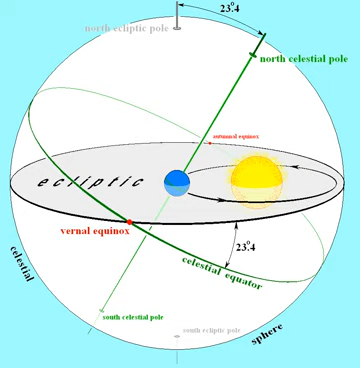 23.4°
north ecliptic pole
north celestial pole
autumnal equinox
ecliptic
vernal equinox
23.4°
celestial equator
celestial
south celestial pole
south ecliptic pole
sphere